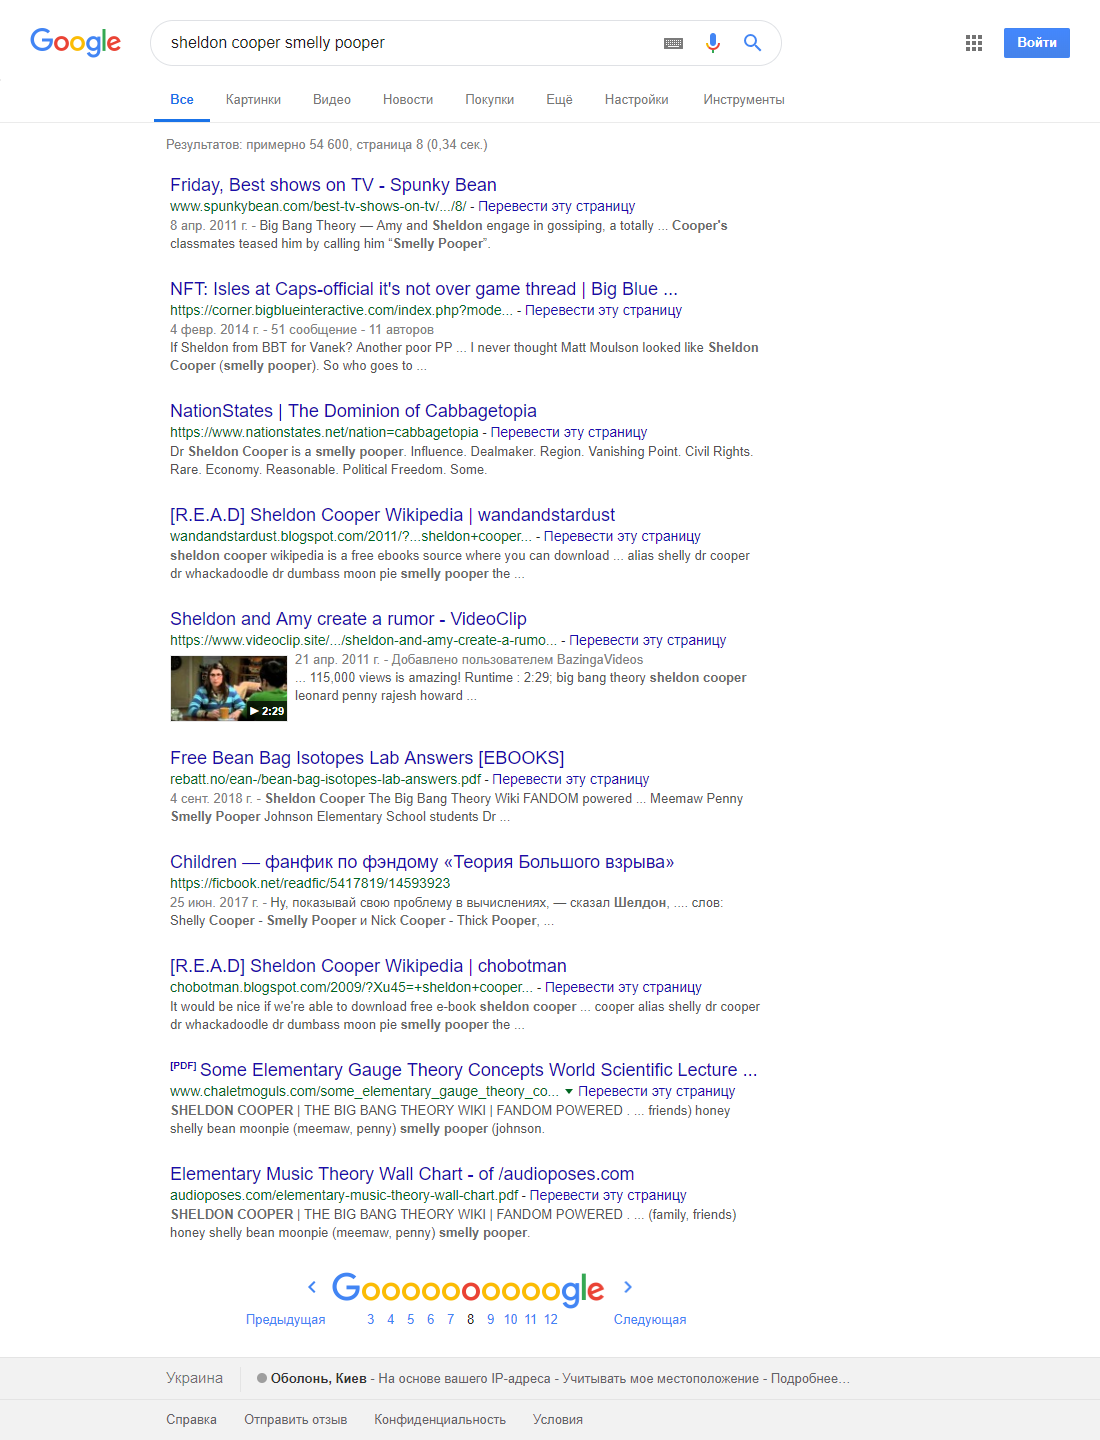 Google
sheldon cooper smelly pooper
Войти
Все Картинки Видео Новости Покупки Ещё Настройки Инструменты
Результатов: примерно 54 600, страница 8 (0,34 сек.)
Friday, Best shows on TV - Spunky Bean
www.spunkybean.com/best-tv-shows-on-tv/.../8/ - Перевести эту страницу
8 апр. 2011 г. - Big Bang Theory — Amy and Sheldon engage in gossiping, a totally ... Cooper's
classmates teased him by calling him “Smelly Pooper”.
NFT: Isles at Caps-official it's not over game thread | Big Blue ...
https://corner.bigblueinteractive.com/index.php?mode... - Перевести эту страницу
4 февр. 2014 г. - 51 сообщение - 11 авторов
If Sheldon from BBT for Vanek? Another poor PP ... I never thought Matt Moulson looked like Sheldon
Cooper (smelly pooper). So who goes to ...
NationStates | The Dominion of Cabbagetopia
https://www.nationstates.net/nation=cabbagetopia - Перевести эту страницу
Dr Sheldon Cooper is a smelly pooper. Influence. Dealmaker. Region. Vanishing Point. Civil Rights.
Rare. Economy. Reasonable. Political Freedom. Some.
[R.E.A.D] Sheldon Cooper Wikipedia | wandandstardust
wandandstardust.blogspot.com/2011/?...sheldon+cooper... - Перевести эту страницу
sheldon cooper wikipedia is a free ebooks source where you can download ... alias shelly dr cooper
dr whackadoodle dr dumbass moon pie smelly pooper the ...
Sheldon and Amy create a rumor - VideoClip
https://www.videoclip.site/.../sheldon-and-amy-create-a-rumo... - Перевести эту страницу
21 апр. 2011 г. - Добавлено пользователем BazingaVideos
... 115,000 views is amazing! Runtime : 2:29; big bang theory sheldon cooper
leonard penny rajesh howard ...
2:29
Free Bean Bag Isotopes Lab Answers [EBOOKS]
rebatt.no/ean-/bean-bag-isotopes-lab-answers.pdf - Перевести эту страницу
4 сент. 2018 г. - Sheldon Cooper The Big Bang Theory Wiki FANDOM powered ... Meemaw Penny
Smelly Pooper Johnson Elementary School students Dr ...
Children — фанфик по фэндому «Теория Большого взрыва»
https://ficbook.net/readfic/5417819/14593923
25 июн. 2017 г. - Ну, показывай свою проблему в вычислениях, — сказал Шелдон, .... слов:
Shelly Cooper - Smelly Pooper и Nick Cooper - Thick Pooper, ...
[R.E.A.D] Sheldon Cooper Wikipedia | chobotman
chobotman.blogspot.com/2009/?Xu45=+sheldon+cooper... - Перевести эту страницу
It would be nice if we're able to download free e-book sheldon cooper ... cooper alias shelly dr cooper
dr whackadoodle dr dumbass moon pie smelly pooper the ...
[PDF] Some Elementary Gauge Theory Concepts World Scientific Lecture ...
www.chaletmoguls.com/some_elementary_gauge_theory_co... Перевести эту страницу
SHELDON COOPER | THE BIG BANG THEORY WIKI | FANDOM POWERED . ... friends) honey
shelly bean moonpie (meemaw, penny) smelly pooper (johnson.
Elementary Music Theory Wall Chart - of /audioposes.com
audioposes.com/elementary-music-theory-wall-chart.pdf - Перевести эту страницу
SHELDON COOPER | THE BIG BANG THEORY WIKI | FANDOM POWERED . ... (family, friends)
honey shelly bean moonpie (meemaw, penny) smelly pooper.
Goooooooooogle
Предыдущая 3 4 5 6 7 8 9 10 11 12 Следующая
Украина Оболонь, Киев - На основе вашего IP-адреса - Учитывать мое местоположение - Подробнее…
Справка Отправить отзыв Конфиденциальность Условия